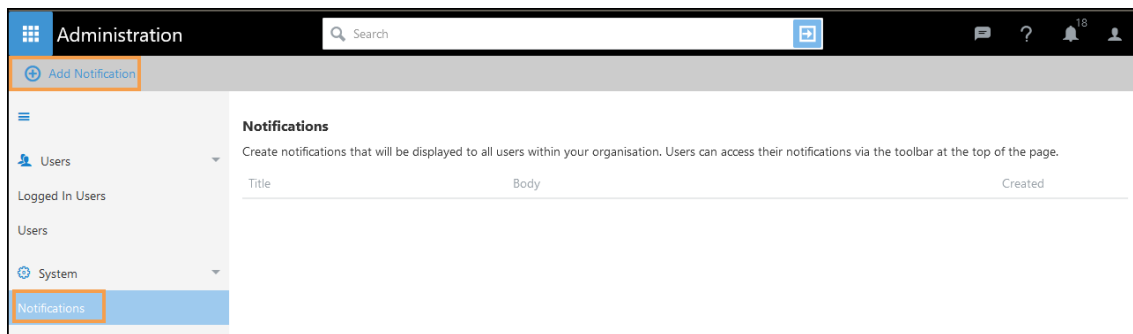 Administration
Search
?
18
Add Notification
Users
Logged In Users
Users
System
Notifications
Notifications
Create notifications that will be displayed to all users within your organisation. Users can access their notifications via the toolbar at the top of the page.
Title Body Created